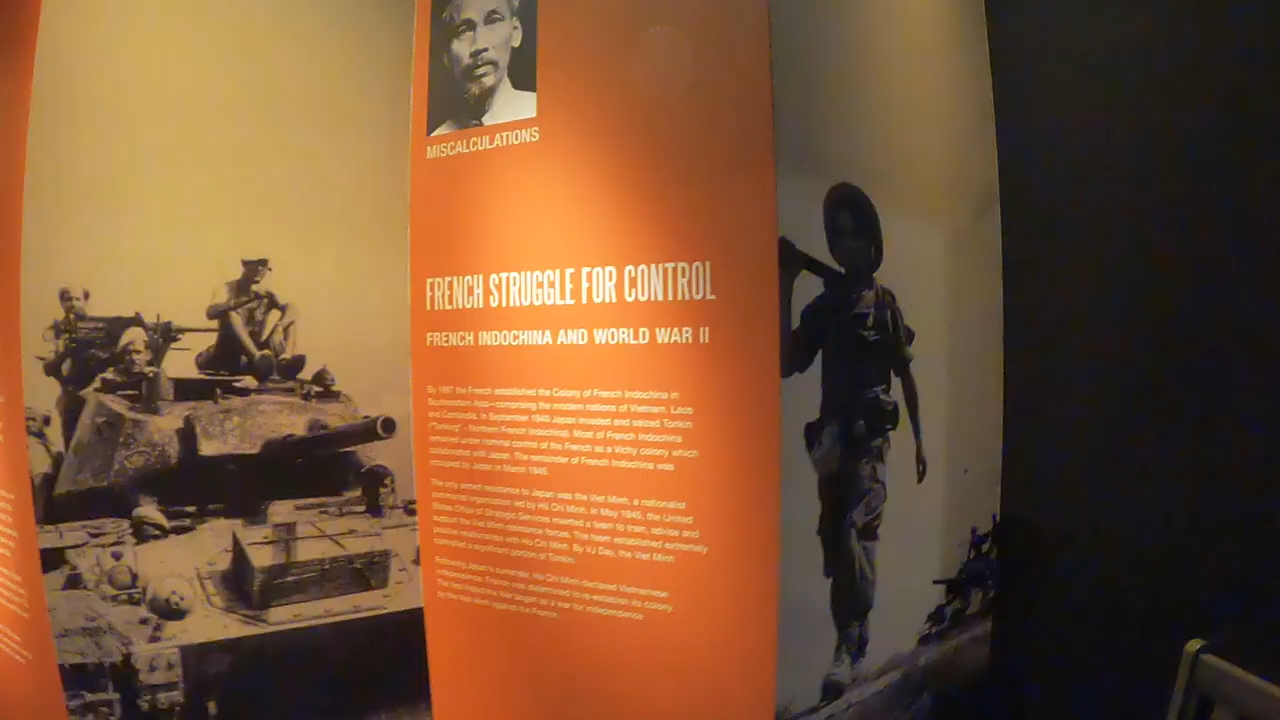 MISCALCULATIONS
FRENCH STRUGGLE FOR CONTROL
FRENCH INDOCHINA AND WORLD WAR II
By 1887 the French established the Colony of French Indochina in
Southeastern Asia—comprising the modern nations of Vietnam, Laos
and Cambodia. In September 1940 Japan invaded and seized Tonkin
("Tonking" - Northern French Indochina). Most of French Indochina
remained under nominal control of the French as a Vichy colony which
collaborated with Japan. The remainder of French Indochina was
occupied by Japan in March 1945.
The only armed resistance to Japan was the Viet Minh, a nationalist
communist organization led by Ho Chi Minh. In May 1945, the United
States Office of Strategic Services inserted a team to train, advise and
support the Viet Minh resistance forces. The team established extremely
positive relationships with Ho Chi Minh. By VJ Day, the Viet Minh
controlled a significant portion of Tonkin.
Following Japan's surrender, Ho Chi Minh declared Vietnamese
independence. France was determined to re-establish its colony.
The First Indochina War began as a war for independence
by the Viet Minh against the French.